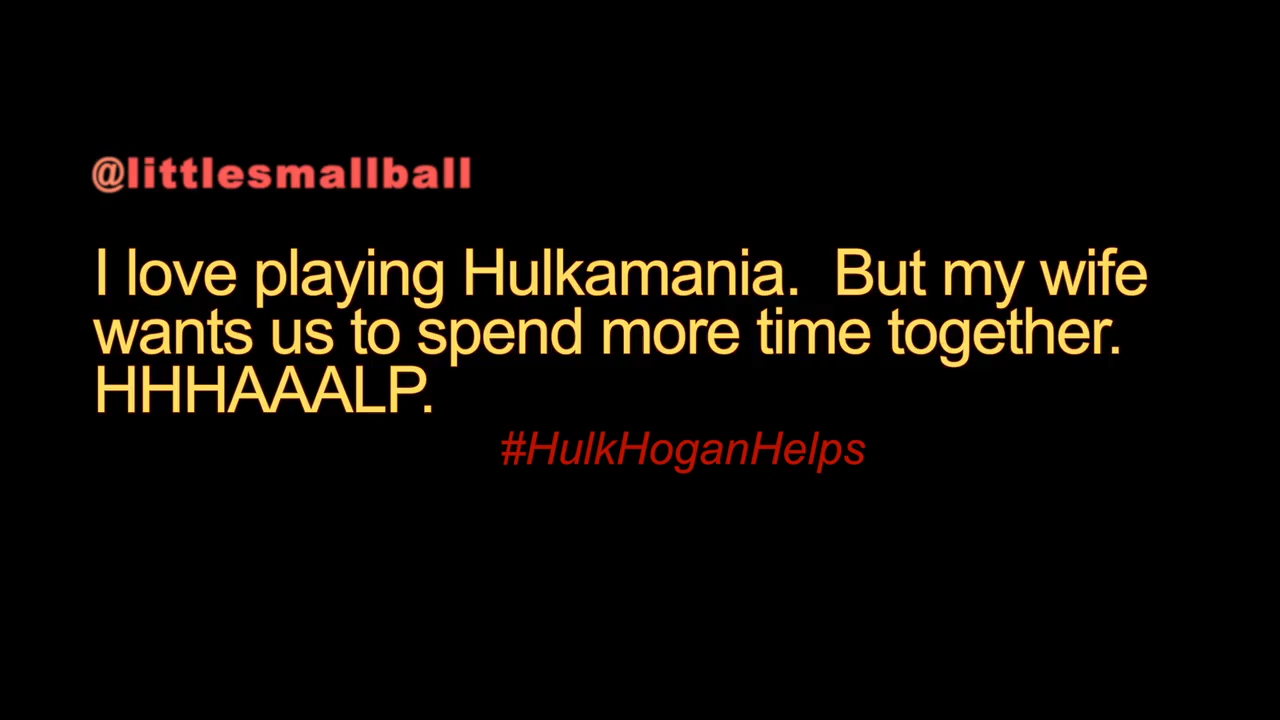 @littlesmallball
I love playing Hulkamania.  But my wife
wants us to spend more time together.
HHHAAALP.
#HulkHoganHelps